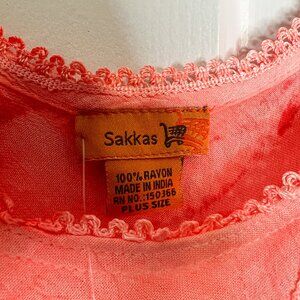 Sakkas
100% RAYON
MADE IN INDIA
RN NO.:150366
PLUS SIZE